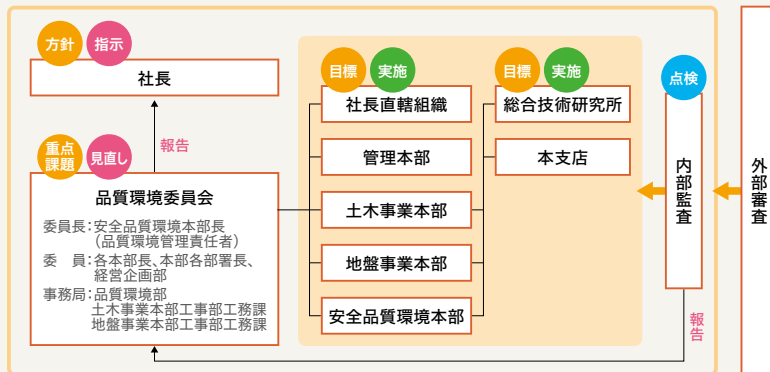 方針
指示
社長
報告
重点
課題
見直し
品質環境委員会
委員長:安全品質環境本部長
(品質環境管理責任者)
委　員:各本部長、本部各部署長、
経営企画部
事務局:品質環境部
土木事業本部工事部工務課
地盤事業本部工事部工務課
目標
実施
社長直轄組織
管理本部
土木事業本部
地盤事業本部
安全品質環境本部
目標
実施
総合技術研究所
本支店
点検
内部監査
報告
外部審査